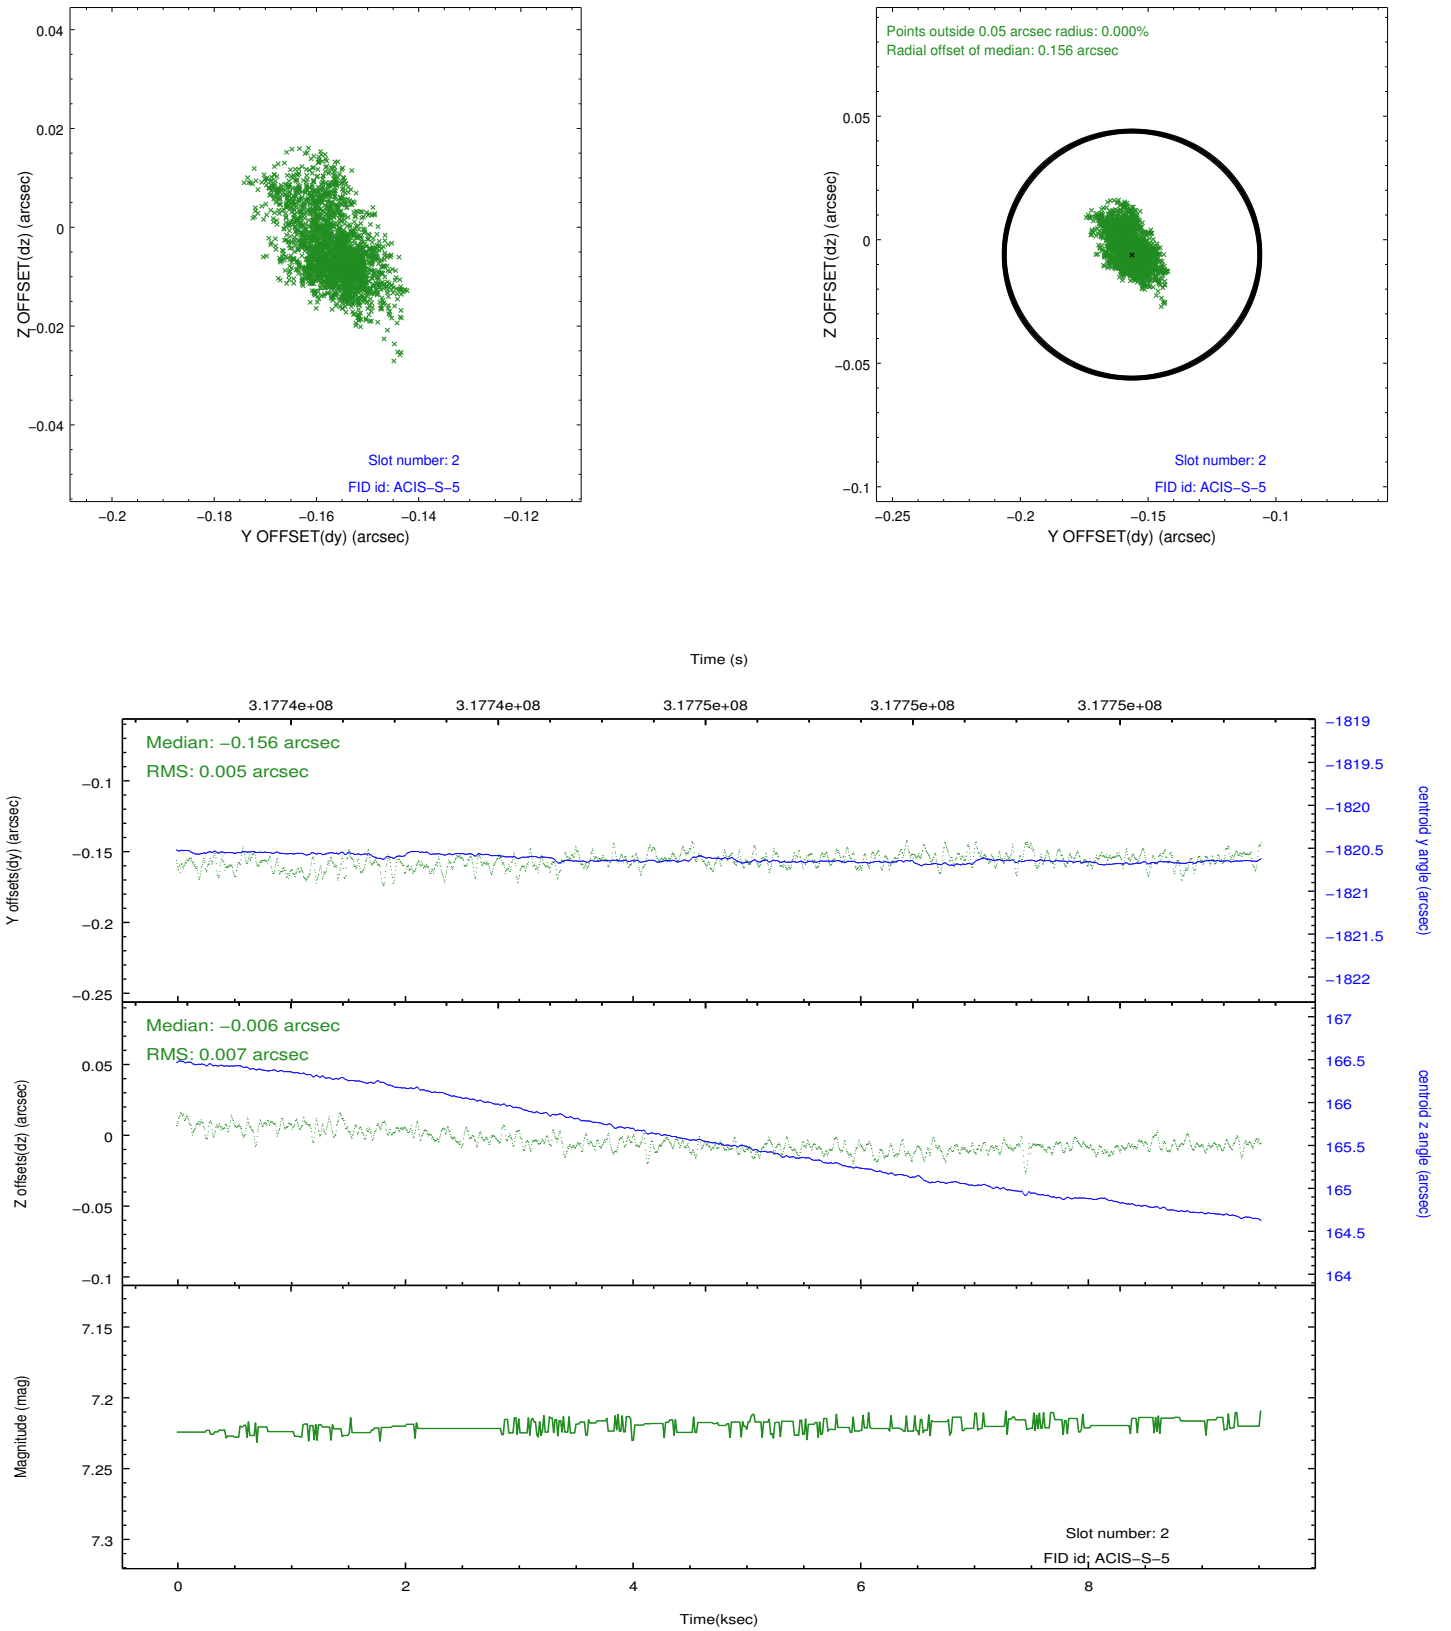 0.04
0.02
0
−0.02
−0.04
Z OFFSET(dz) (arcsec)
Slot number: 2
FID id: ACIS−S−5
−0.2
−0.18
−0.16
−0.14
−0.12
Y OFFSET(dy) (arcsec)
Points outside 0.05 arcsec radius: 0.000%
Radial offset of median: 0.156 arcsec
0.05
0
−0.05
−0.1
Z OFFSET(dz) (arcsec)
Slot number: 2
FID id: ACIS−S−5
−0.25
−0.2
−0.15
−0.1
Y OFFSET(dy) (arcsec)
Time (s)
3.1774e+08
3.1774e+08
3.1775e+08
3.1775e+08
3.1775e+08
Median: −0.156 arcsec
RMS: 0.005 arcsec
−0.1
−0.15
−0.2
−0.25
Y offsets(dy) (arcsec)
−1819
−1819.5
−1820
−1820.5
−1821
−1821.5
−1822
centroid y angle (arcsec)
Median: −0.006 arcsec
RMS: 0.007 arcsec
0.05
0
−0.05
−0.1
Z offsets(dz) (arcsec)
167
166.5
166
165.5
165
164.5
164
centroid z angle (arcsec)
7.15
7.2
7.25
7.3
Magnitude (mag)
Slot number: 2
FID id: ACIS−S−5
0
2
4
6
8
Time(ksec)